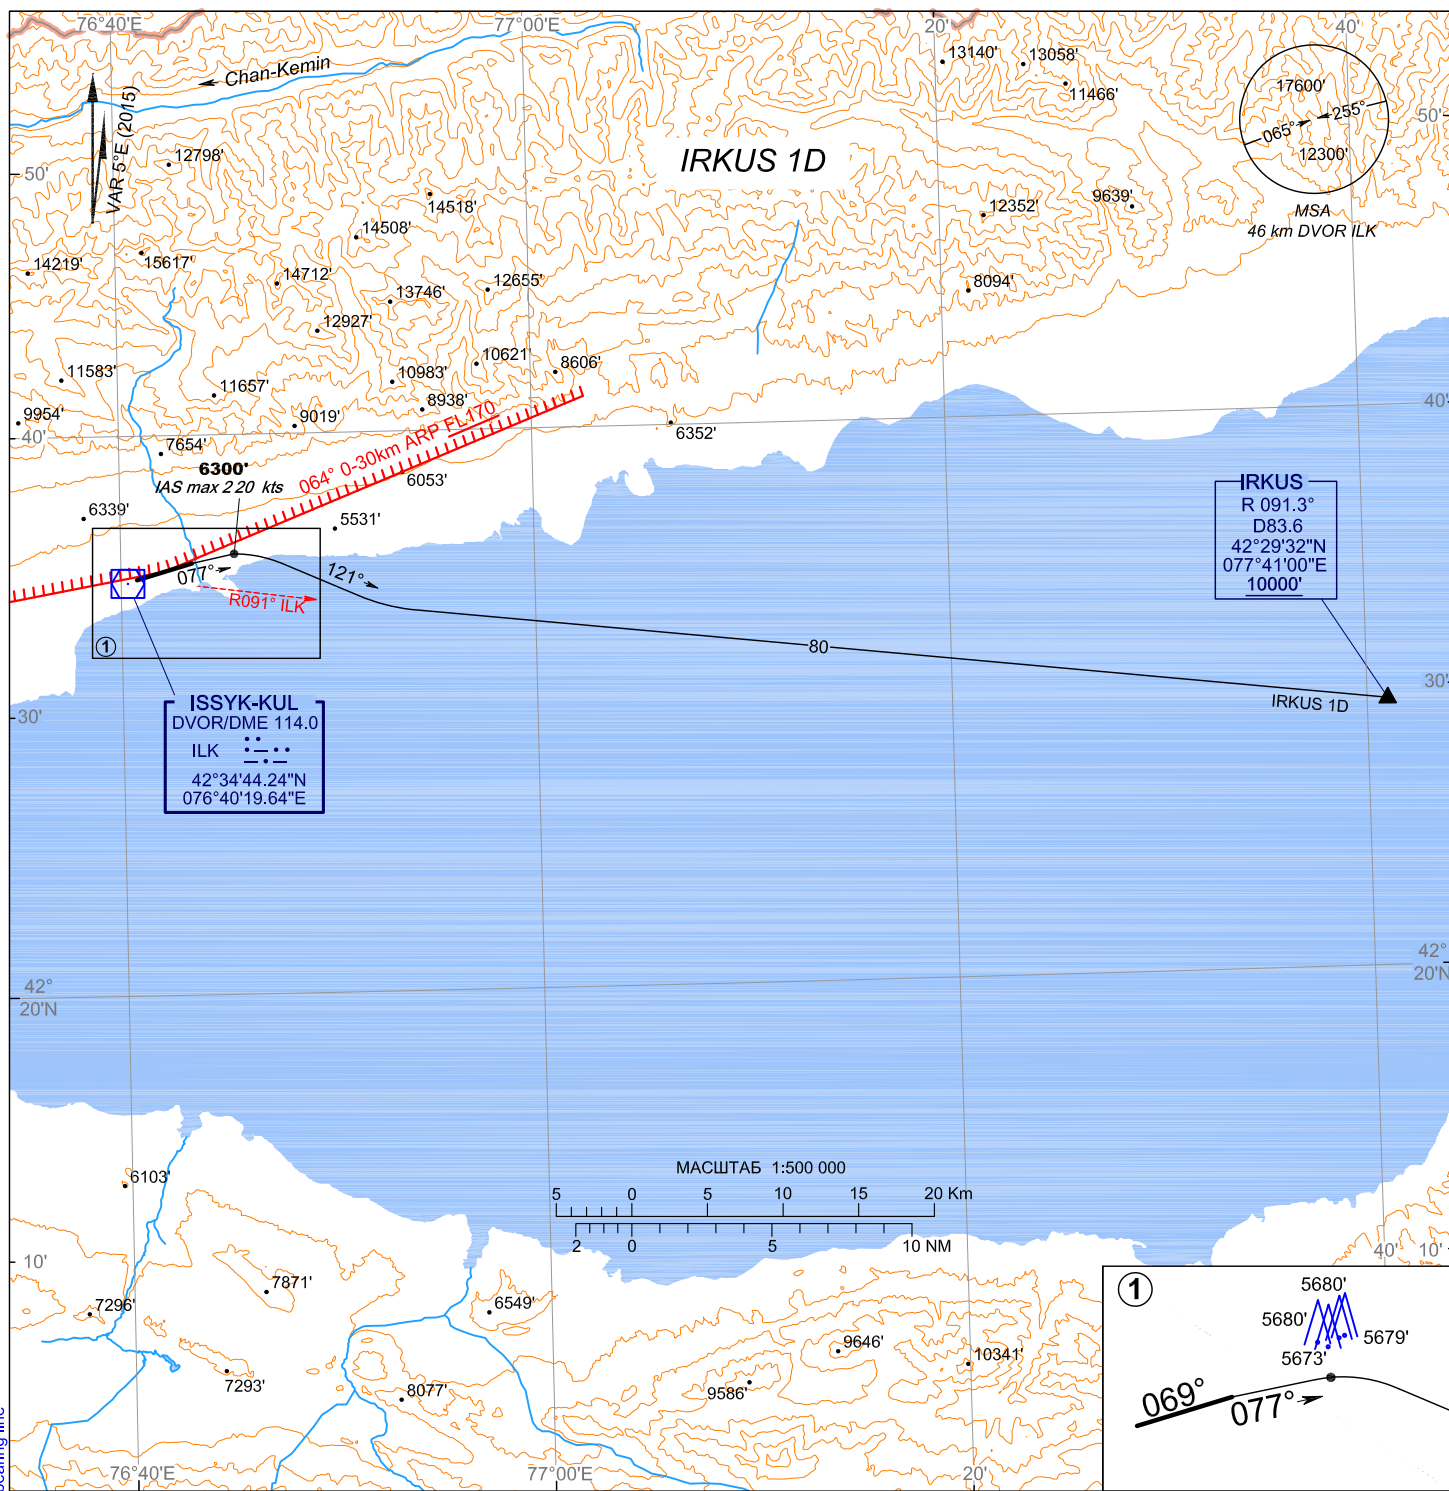 76°40'E
77°00'E
20'
40'
13140'
13058'
11466'
17600'
255°
065°
12300'
MSA
46 km DVOR ILK
50'
Chan-Kemin
VAR 5°E (2015)
12798'
IRKUS 1D
50'
14518'
14508'
12352'
9639'
15617'
14219'
14712'
12655'
13746'
8094'
12927'
10621'
8606'
11583'
10983'
11657'
8938'
40'
9954'
9019'
6352'
40'
7654'
064° 0-30km ARP FL170
6300'
IAS max 220 kts
6053'
6339'
5531'
IRKUS
R 091.3°
D83.6
42°29'32"N
077°41'00"E
10000'
077°
121°
R091° ILK
1
80
30'
IRKUS 1D
ISSYK-KUL
DVOR/DME 114.0
ILK
42°34'44.24"N
076°40'19.64"E
30'
42°
20'N
42°
20'N
МАСШТАБ 1:500 000
5 0 5 10 15 20 Km
2 0 5 10 NM
6103'
10'
40' 10'
7871'
7296'
6549'
9646'
10341'
7293'
8077'
9586'
1
5680'
5680'
5679'
5673'
069°
077°
76°40'E
77°00'E
20'